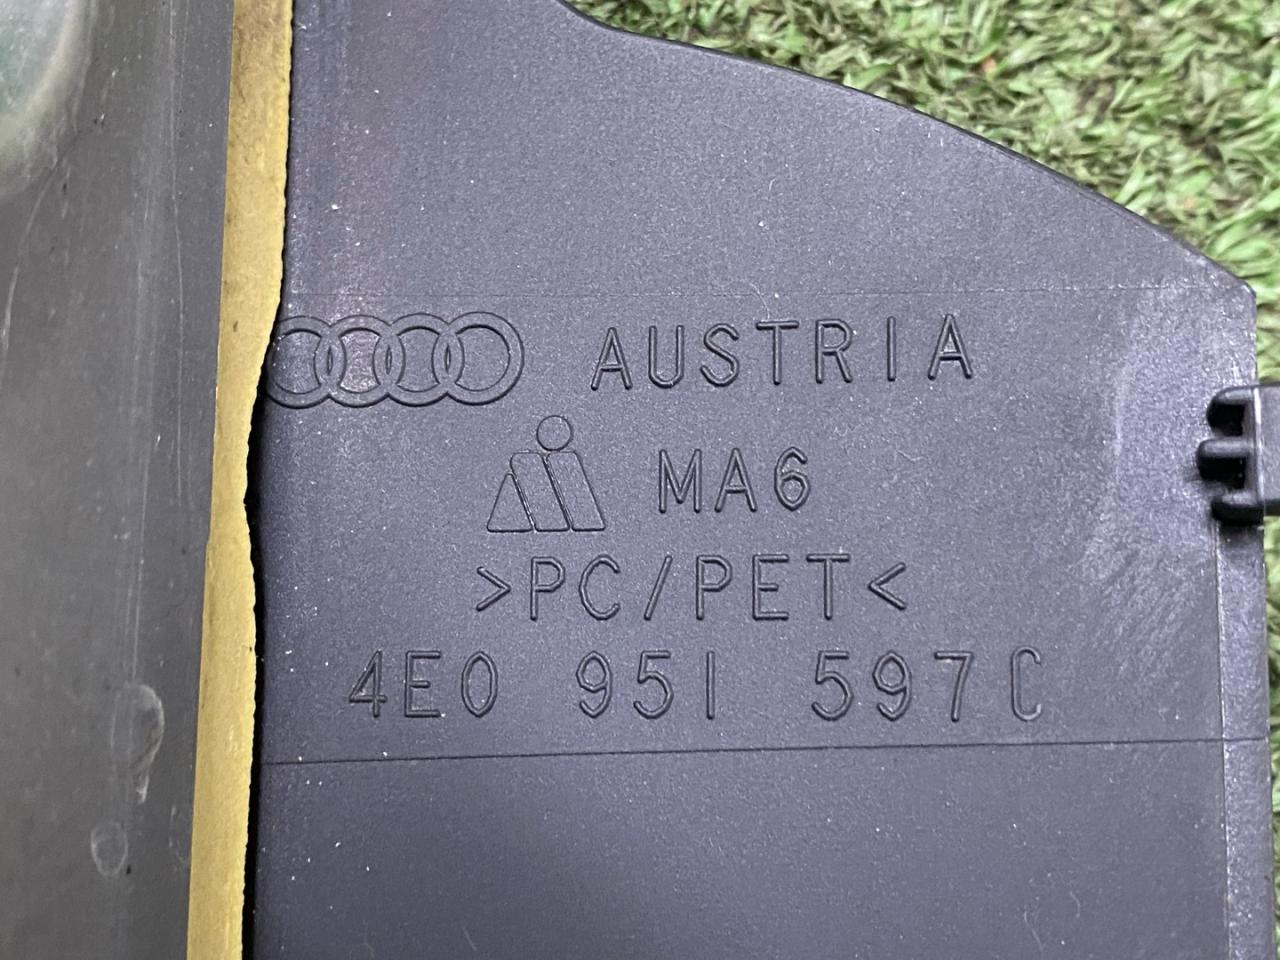 AUSTRIA
MA6
>PC/PET<
4E0 951 597C